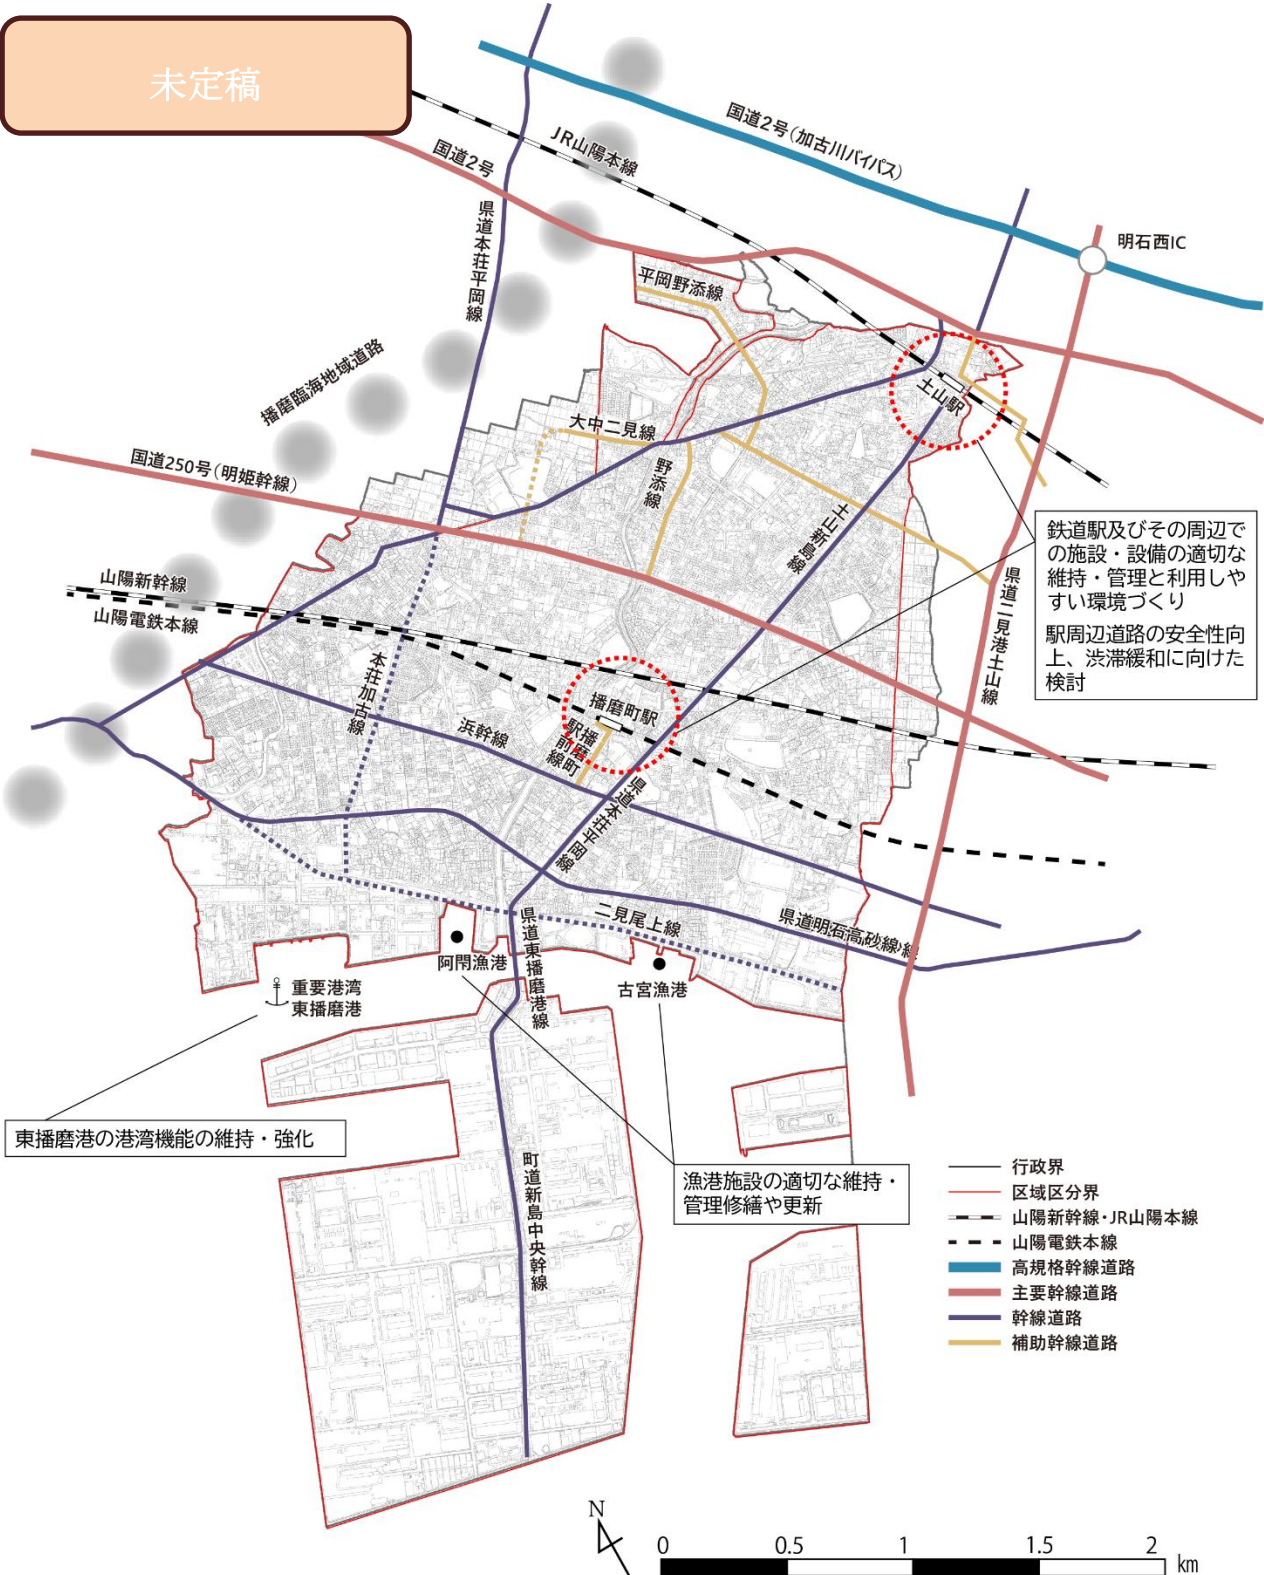 未定稿
国道2号（加古川バイパス）
JR山陽本線
国道2号
県道本荘平岡線
明石西IC
平岡野添線
播磨臨海地域道路
土山駅
大中二見線
国道250号（明姫幹線）
野添線
土山新島線
鉄道駅及びその周辺で
の施設・設備の適切な
維持・管理と利用しや
すい環境づくり
駅周辺道路の安全性向
上、渋滞緩和に向けた
検討
県道二見港土山線
山陽新幹線
山陽電鉄本線
本荘加古線
播磨町駅
浜幹線
播磨町
駅前線
県道本荘平岡線
二見尾上線
県道明石高砂線
線
県道東播磨港線
阿閇漁港
古宮漁港
重要港湾
東播磨港
東播磨港の港湾機能の維持・強化
町道新島中央幹線
漁港施設の適切な維持・
管理修繕や更新
行政界
区域区分界
山陽新幹線・JR山陽本線
山陽電鉄本線
高規格幹線道路
主要幹線道路
幹線道路
補助幹線道路
N
0 0.5 1 1.5 2 km